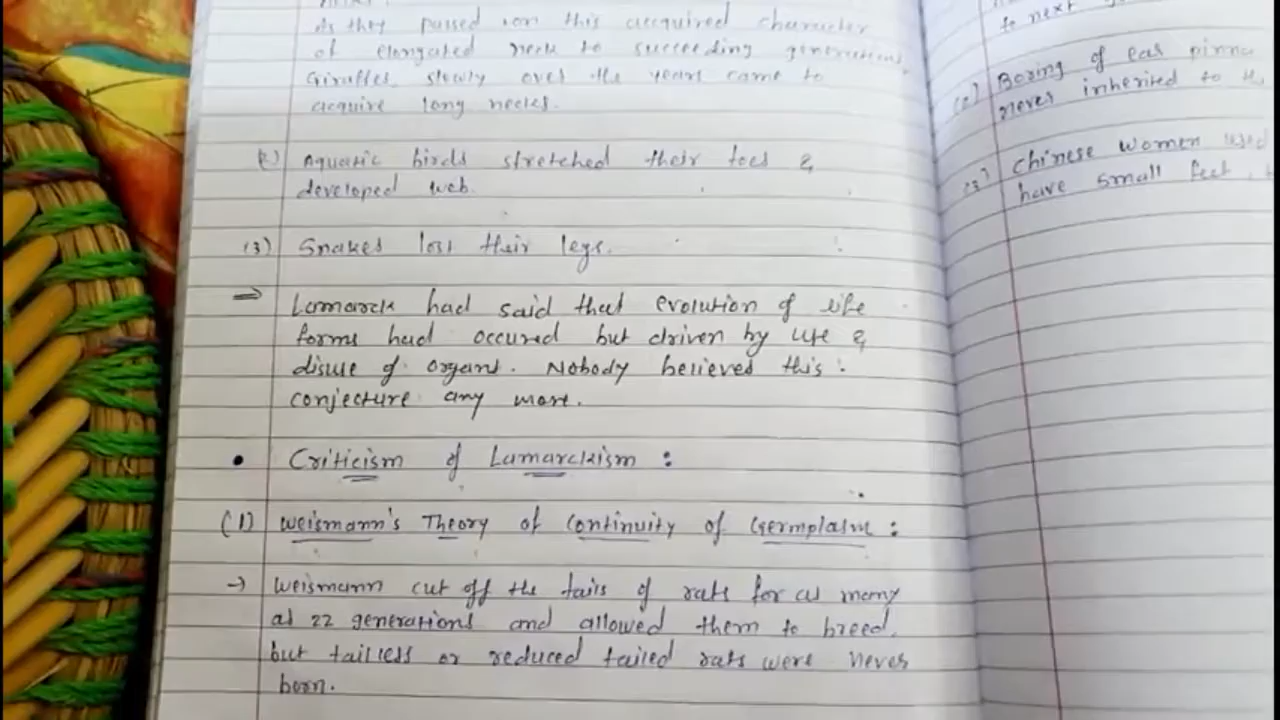 As they passed on this acquired character
of elongated neck to succeeding generations,
Giraffes, slowly over the years came to
acquire long necks.
Aquatic birds stretched their toes &
developed web.
(3) Snakes lost their legs.
⇒ Lamarck had said that evolution of life
forms had occured but driven by use &
disuse of organs. Nobody believes this
conjecture any more.
• Criticism of Lamarckism :
(1) Weismann's Theory of Continuity of Germplasm :
→ Weismann cut off the tails of rats for as many
as 22 generations and allowed them to breed,
but tailless or reduced tailed rats were never
born.
to next
(2) Boring of ear pinna
never inherited to
(3) Chinese women used
have small feet,